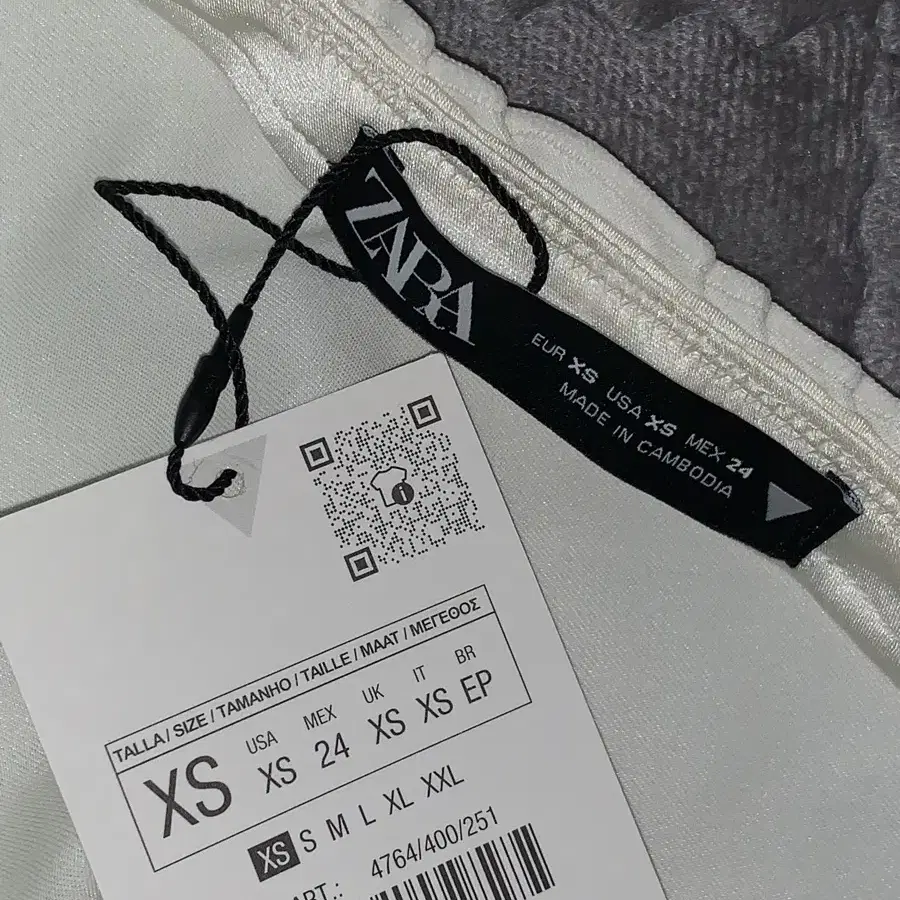 ZARA
EUR XS USA XS MEX 24
MADE IN CAMBODIA
TALLA / SIZE / TAMANHO / TAILLE / MAAT / ΜΕΓΕΘΟΣ
USA MEX UK IT BR
XS XS 24 XS XS EP
XS S M L XL XXL
ART.: 4764/400/251